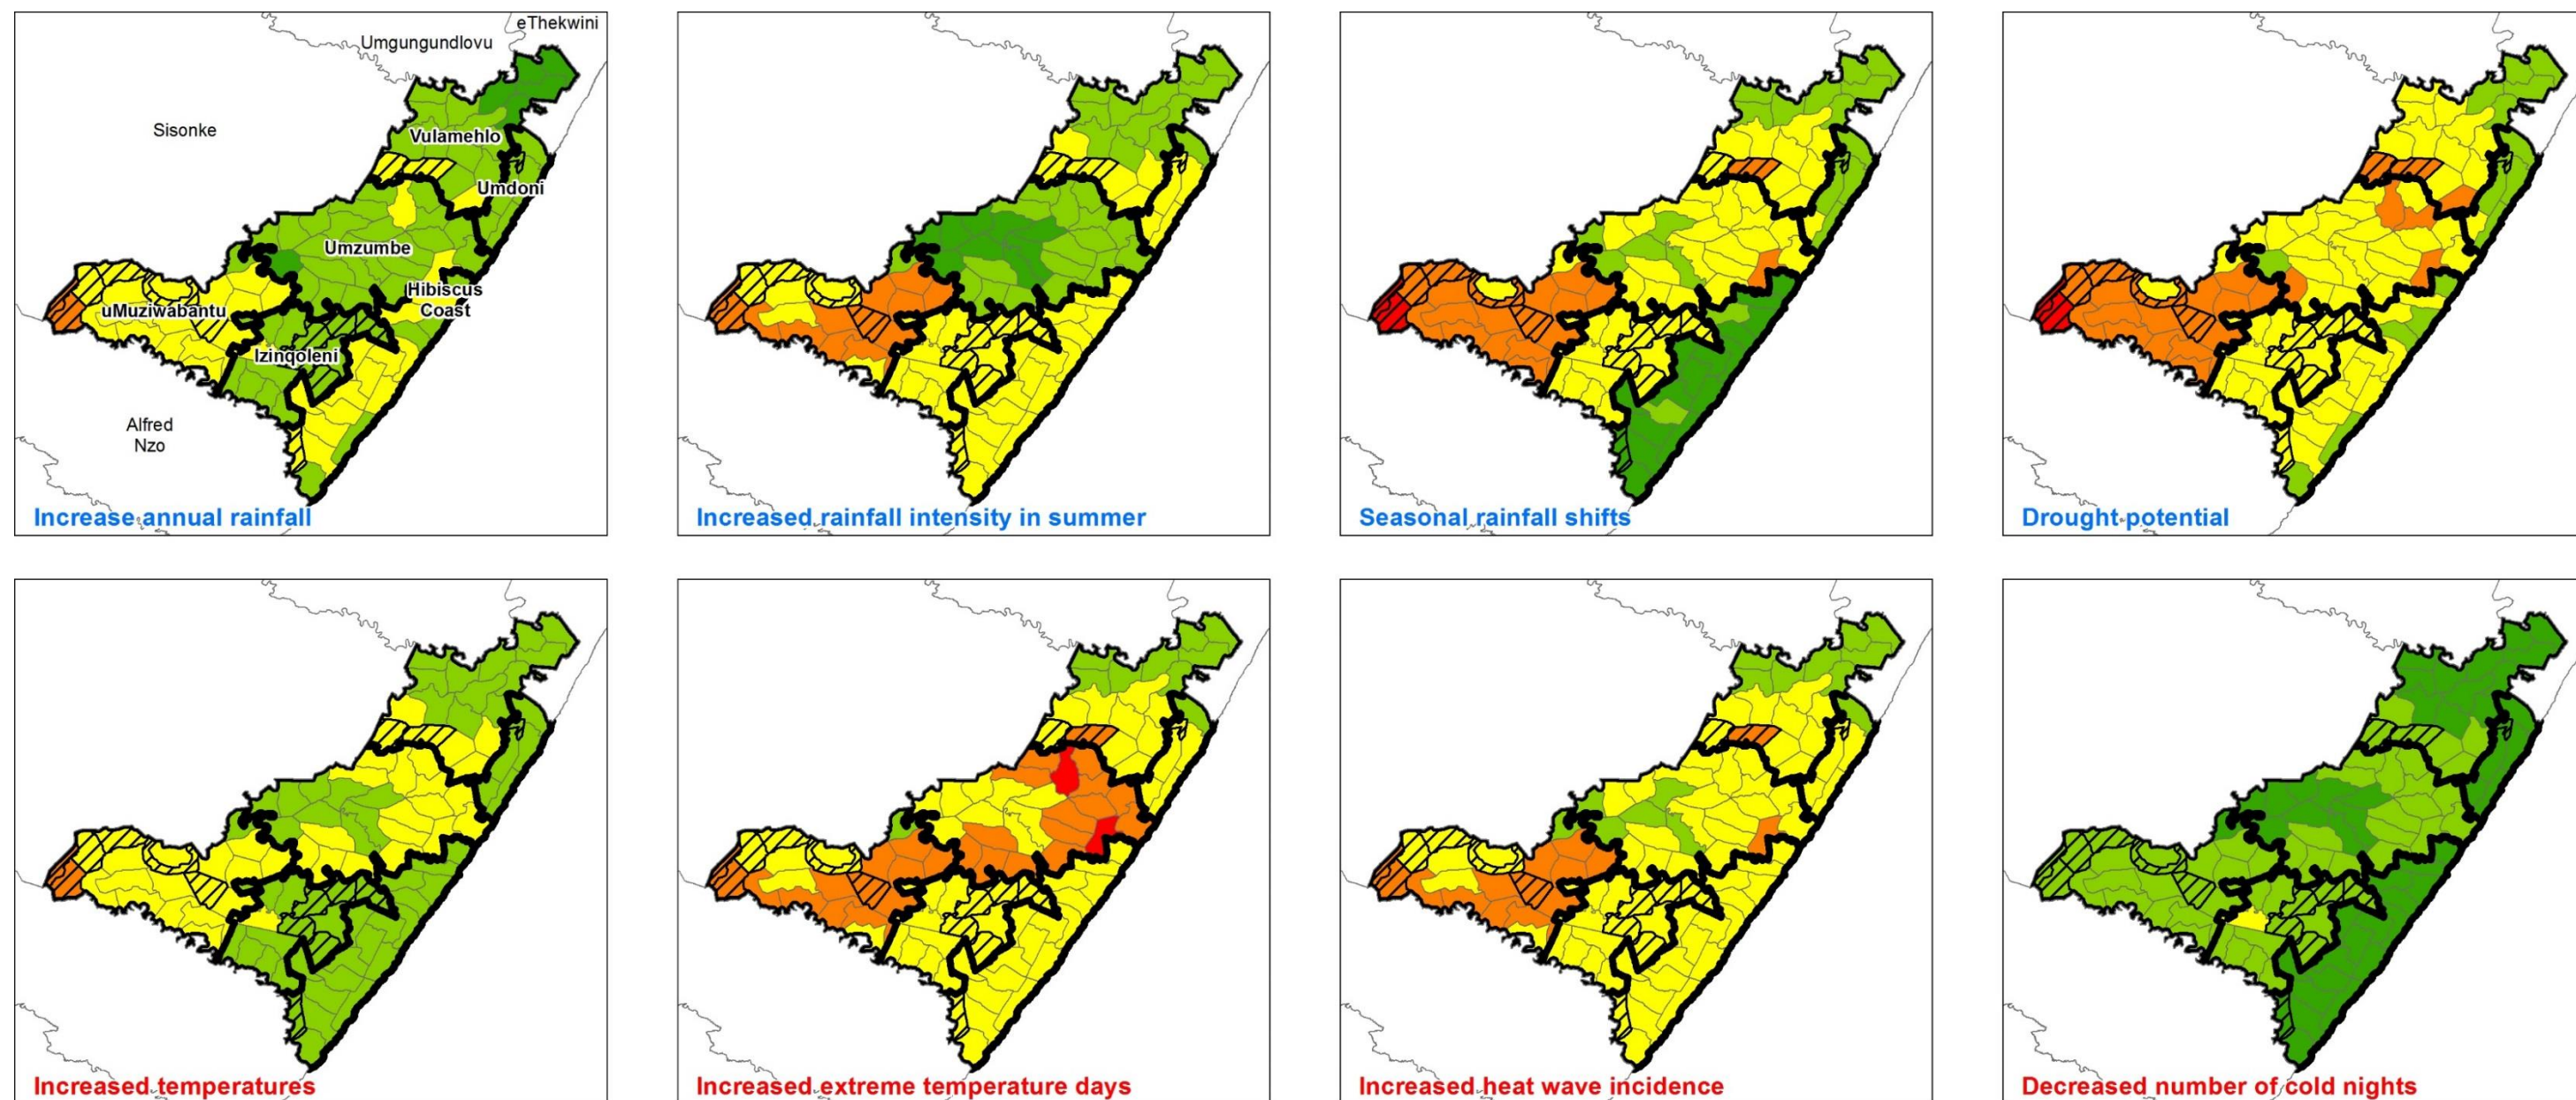 eThekwini
Umgungundlovu
Sisonke
Vulamehlo
Umdoni
Umzumbe
Hibiscus
Coast
uMuziwabantu
Izinqoleni
Alfred
Nzo
Increase annual rainfall
Increased rainfall intensity in summer
Seasonal rainfall shifts
Drought potential
Increased temperatures
Increased extreme temperature days
Increased heat wave incidence
Decreased number of cold nights